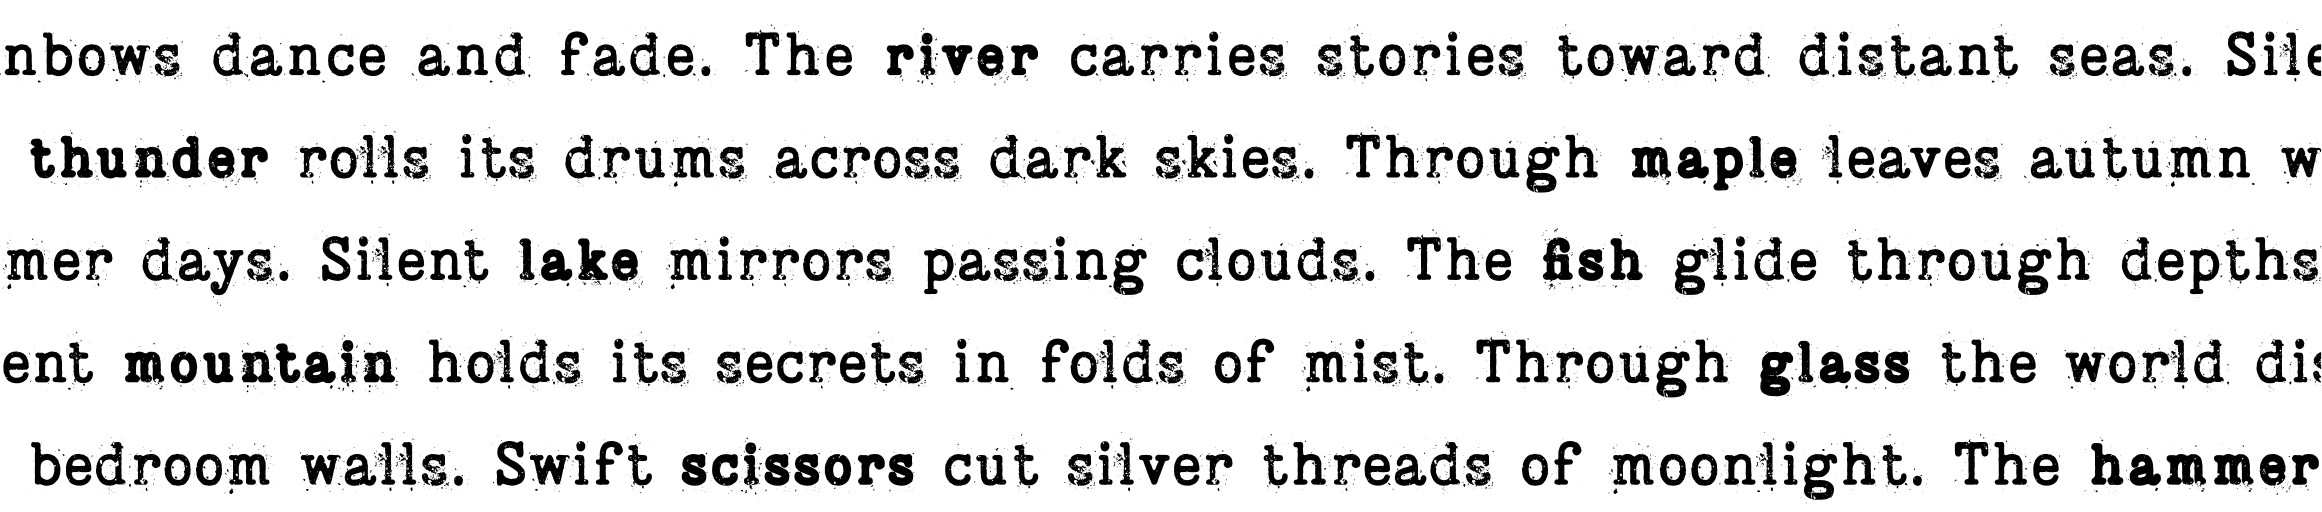 nbows dance and fade. The river carries stories toward distant seas. Sile
thunder rolls its drums across dark skies. Through maple leaves autumn w
mer days. Silent lake mirrors passing clouds. The fish glide through depths
ent mountain holds its secrets in folds of mist. Through glass the world dis
bedroom walls. Swift scissors cut silver threads of moonlight. The hammer